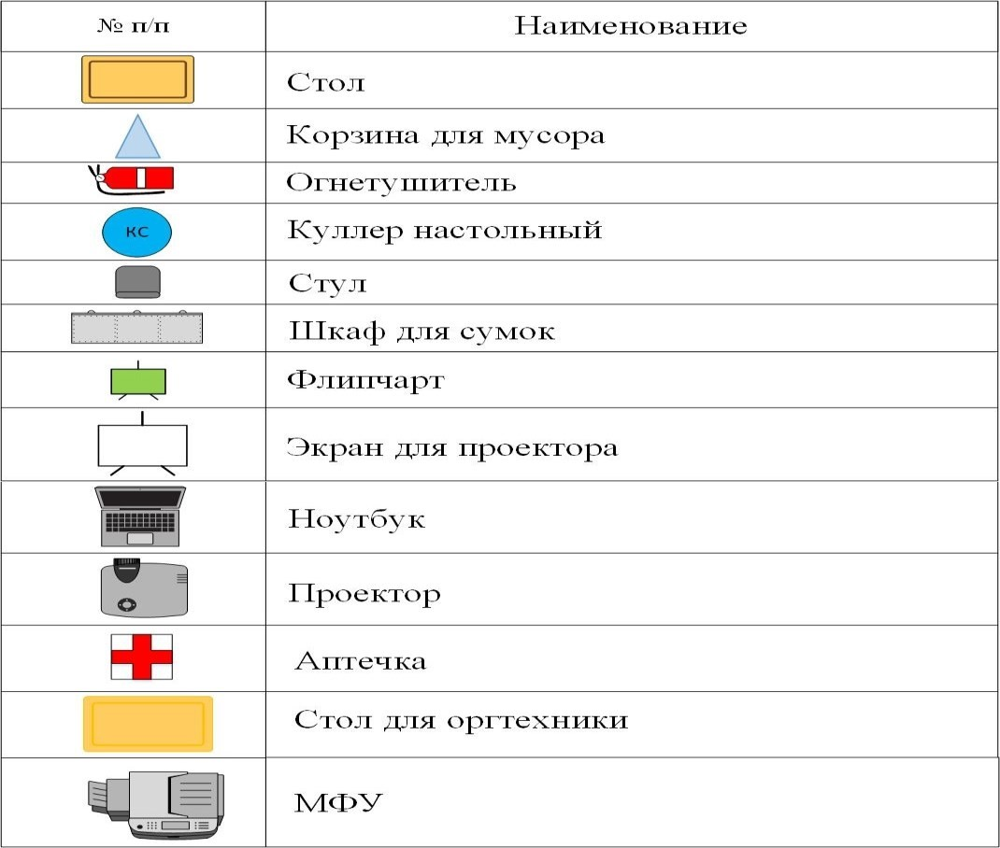 № п/п Наименование
Стол
Корзина для мусора
Огнетушитель
КС Куллер настольный
Стул
Шкаф для сумок
Флипчарт
Экран для проектора
Ноутбук
Проектор
Аптечка
Стол для оргтехники
МФУ